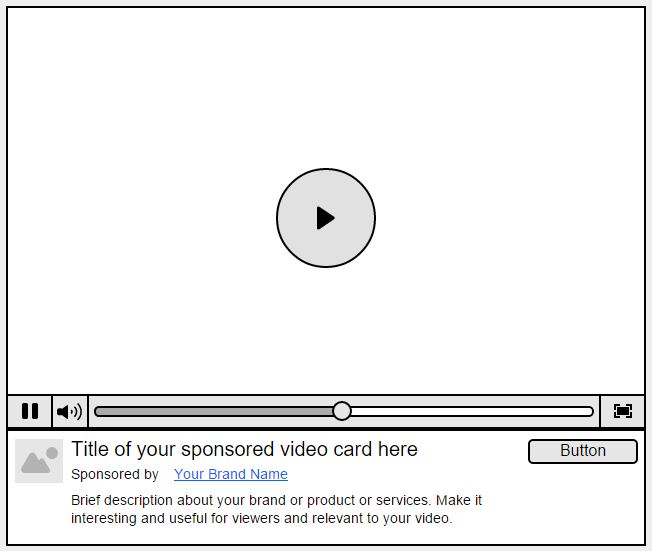 Title of your sponsored video card here
Button
Sponsored by Your Brand Name
Brief description about your brand or product or services. Make it
interesting and useful for viewers and relevant to your video.